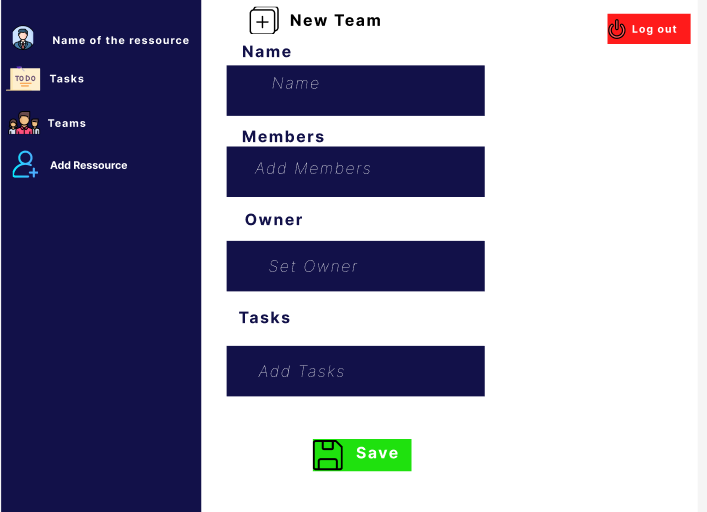 Name of the ressource
TO DO
Tasks
Teams
Add Ressource
New Team
Name
Name
Members
Add Members
Owner
Set Owner
Tasks
Add Tasks
Save
Log out